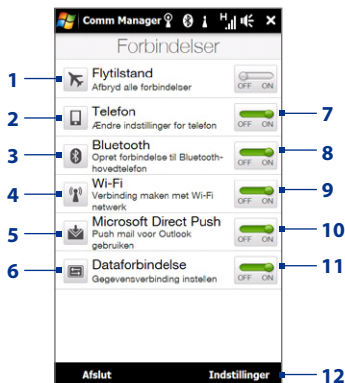 Comm Manager
H
Forbindelser
1
Flytilstand
Afbryd alle forbindelser
OFF ON
2
Telefon
Ændre indstillinger for telefon
OFF ON
7
3
Bluetooth
Opret forbindelse til Bluetooth-
hovedtelefon
OFF ON
8
4
Wi-Fi
Verbinding maken met Wi-Fi
netwerk
OFF ON
9
5
Microsoft Direct Push
Push mail voor Outlook
gebruiken
OFF ON
10
6
Dataforbindelse
Gegevensverbinding instelen
OFF ON
11
Afslut
Indstillinger
12